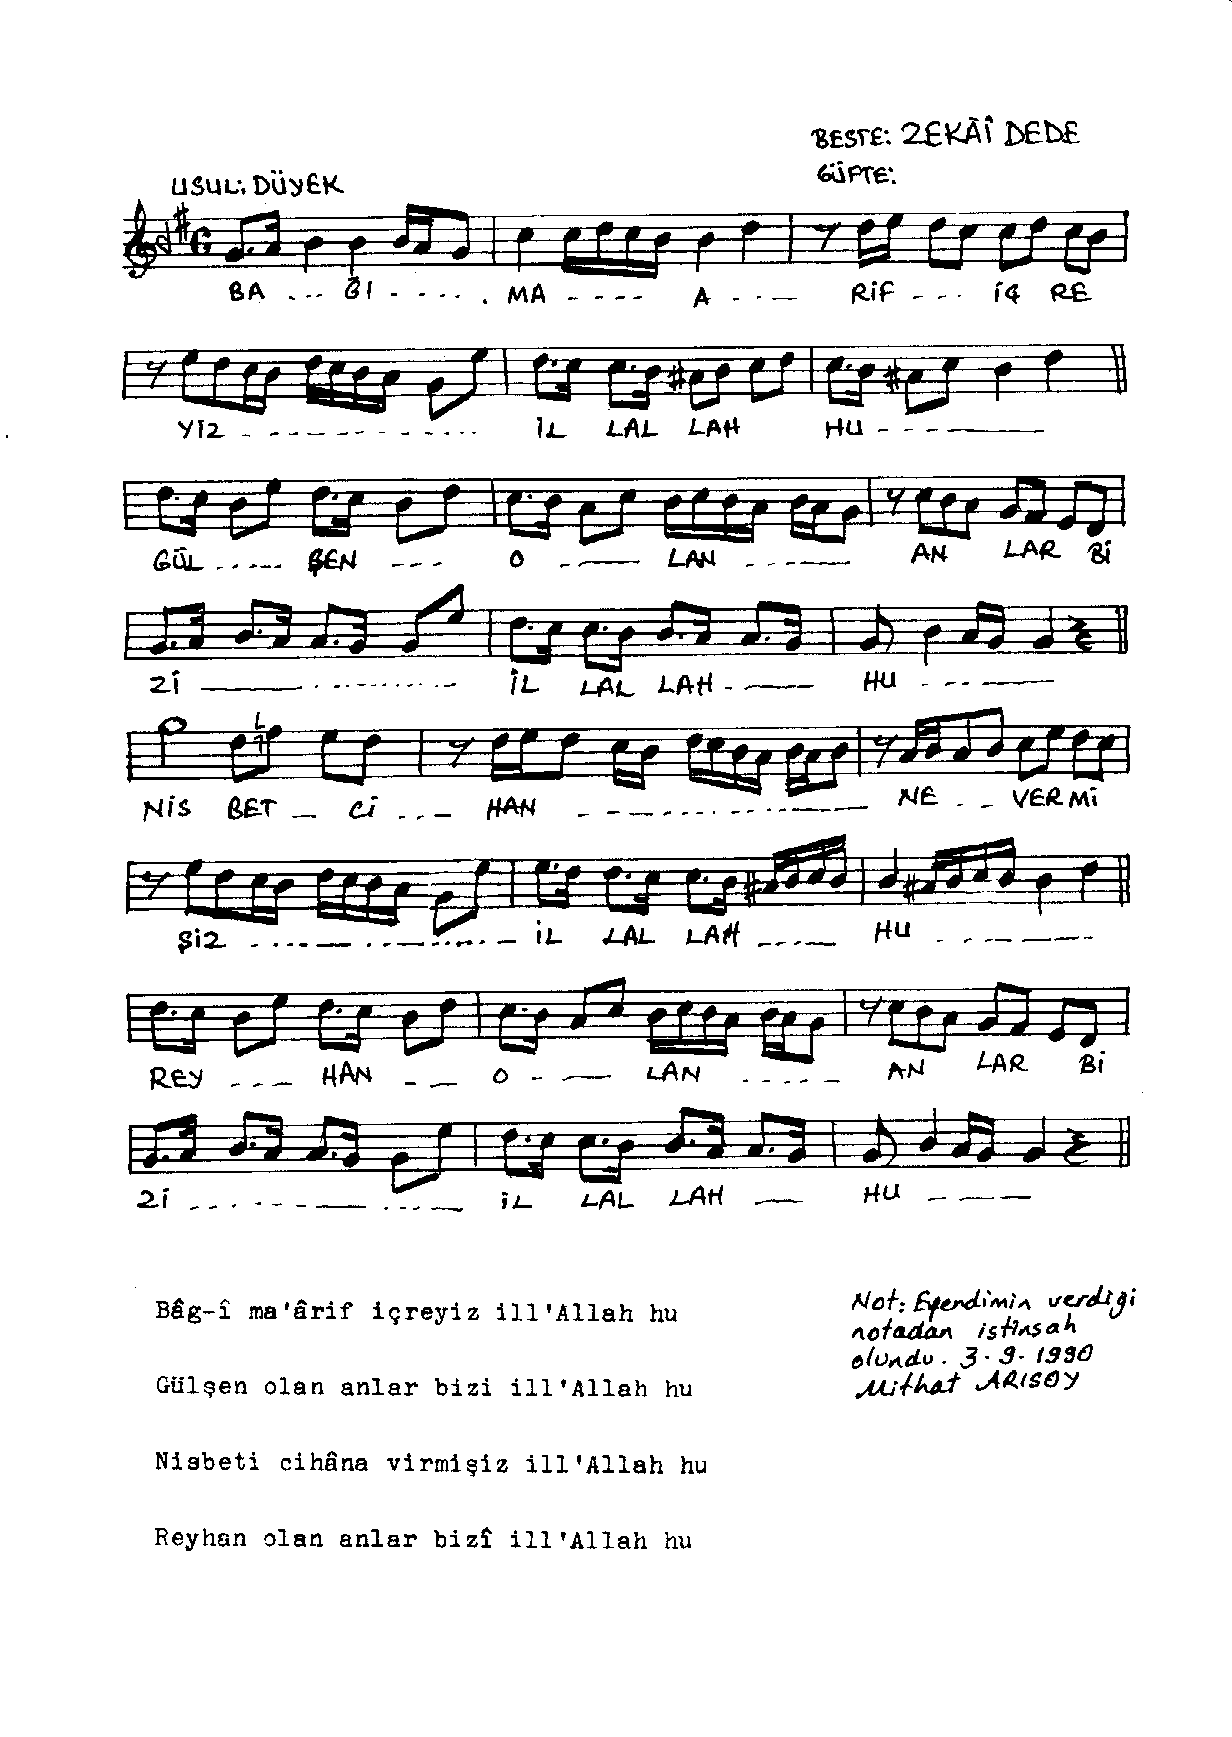 BESTE: ZEKÂÎ DEDE
GÜFTE:
USUL: DÜYEK
BA ... Ğİ - - - - . MA - - - - A - - - RİF - - - - İÇ RE
YİZ - - - - - - - - - - İL LAL LAH HU - - - -
GÜL - - - - - ŞEN - - - O - - - LAN - - - - AN LAR Bİ
Zİ - - - - - - - - İL LAL LAH - - - HU - - - -
NİS BET - Cİ - - - HAN - - - - - - - - - NE - - VER Mİ
ŞİZ - - - - - - - - - - İL LAL LAH - - - - HU - - - - -
REY - - - HAN - - O - - - LAN - - - - - AN LAR Bİ
Zİ - - - - - - - - - - İL LAL LAH - HU - - -
Bâg-î ma'ârif içreyiz ill'Allah hu
Gülşen olan anlar bizi ill'Allah hu
Nisbeti cihâna virmişiz ill'Allah hu
Reyhan olan anlar bizî ill'Allah hu
Not: Efendimin verdiği
notadan istinsah
olundu. 3-9-1990
Mithat ARISOY